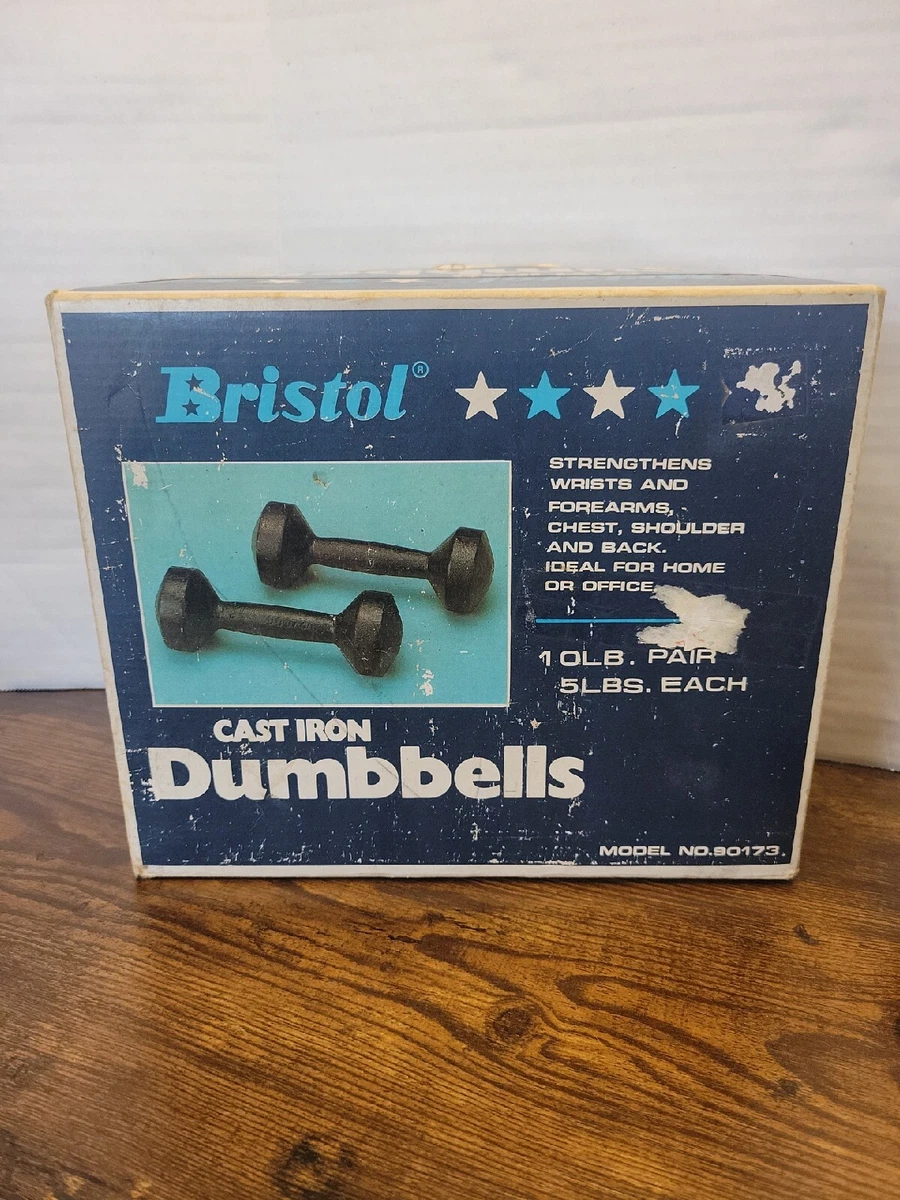 Bristol®
STRENGTHENS
WRISTS AND
FOREARMS,
CHEST, SHOULDER
AND BACK.
IDEAL FOR HOME
OR OFFICE.
10LB. PAIR
5LBS. EACH
CAST IRON
Dumbbells
MODEL NO.90173.